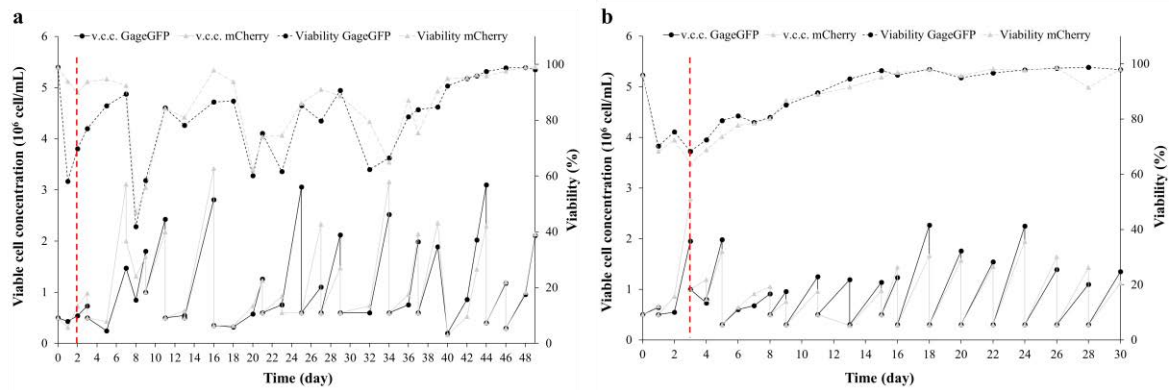 a
v.c.c. GageGFP v.c.c. mCherry Viability GageGFP Viability mCherry
6
5
4
3
2
1
0
Viable cell concentration (10⁶ cell/mL)
100
80
60
40
20
0
Viability (%)
0 2 4 6 8 10 12 14 16 18 20 22 24 26 28 30 32 34 36 38 40 42 44 46 48
Time (day)
b
v.c.c. GageGFP v.c.c. mCherry Viability GageGFP Viability mCherry
6
5
4
3
2
1
0
Viable cell concentration (10⁶ cell/mL)
100
80
60
40
20
0
Viability (%)
0 2 4 6 8 10 12 14 16 18 20 22 24 26 28 30
Time (day)